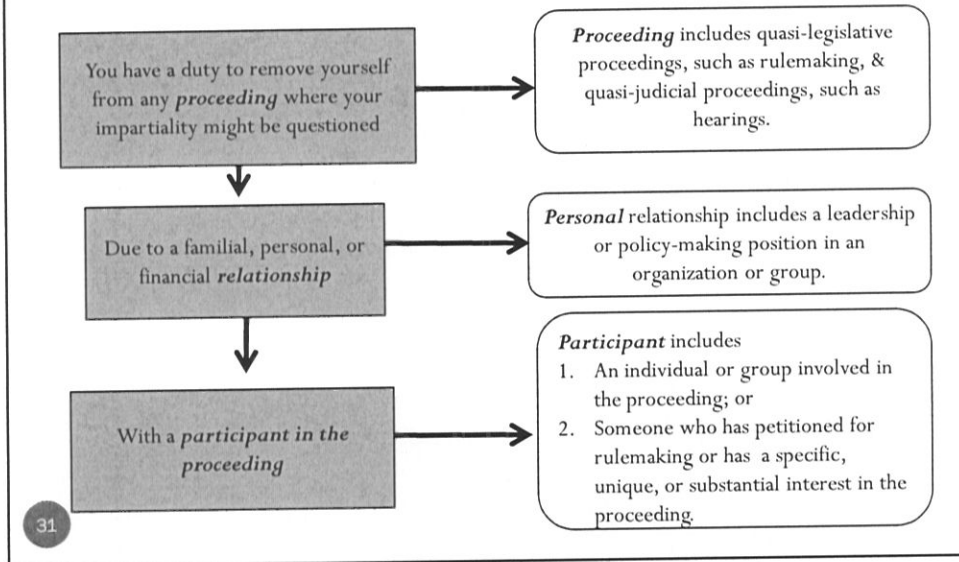 You have a duty to remove yourself
from any proceeding where your
impartiality might be questioned
Proceeding includes quasi-legislative
proceedings, such as rulemaking, &
quasi-judicial proceedings, such as
hearings.
Due to a familial, personal, or
financial relationship
Personal relationship includes a leadership
or policy-making position in an
organization or group.
With a participant in the
proceeding
Participant includes
1. An individual or group involved in
the proceeding; or
2. Someone who has petitioned for
rulemaking or has a specific,
unique, or substantial interest in the
proceeding.
31